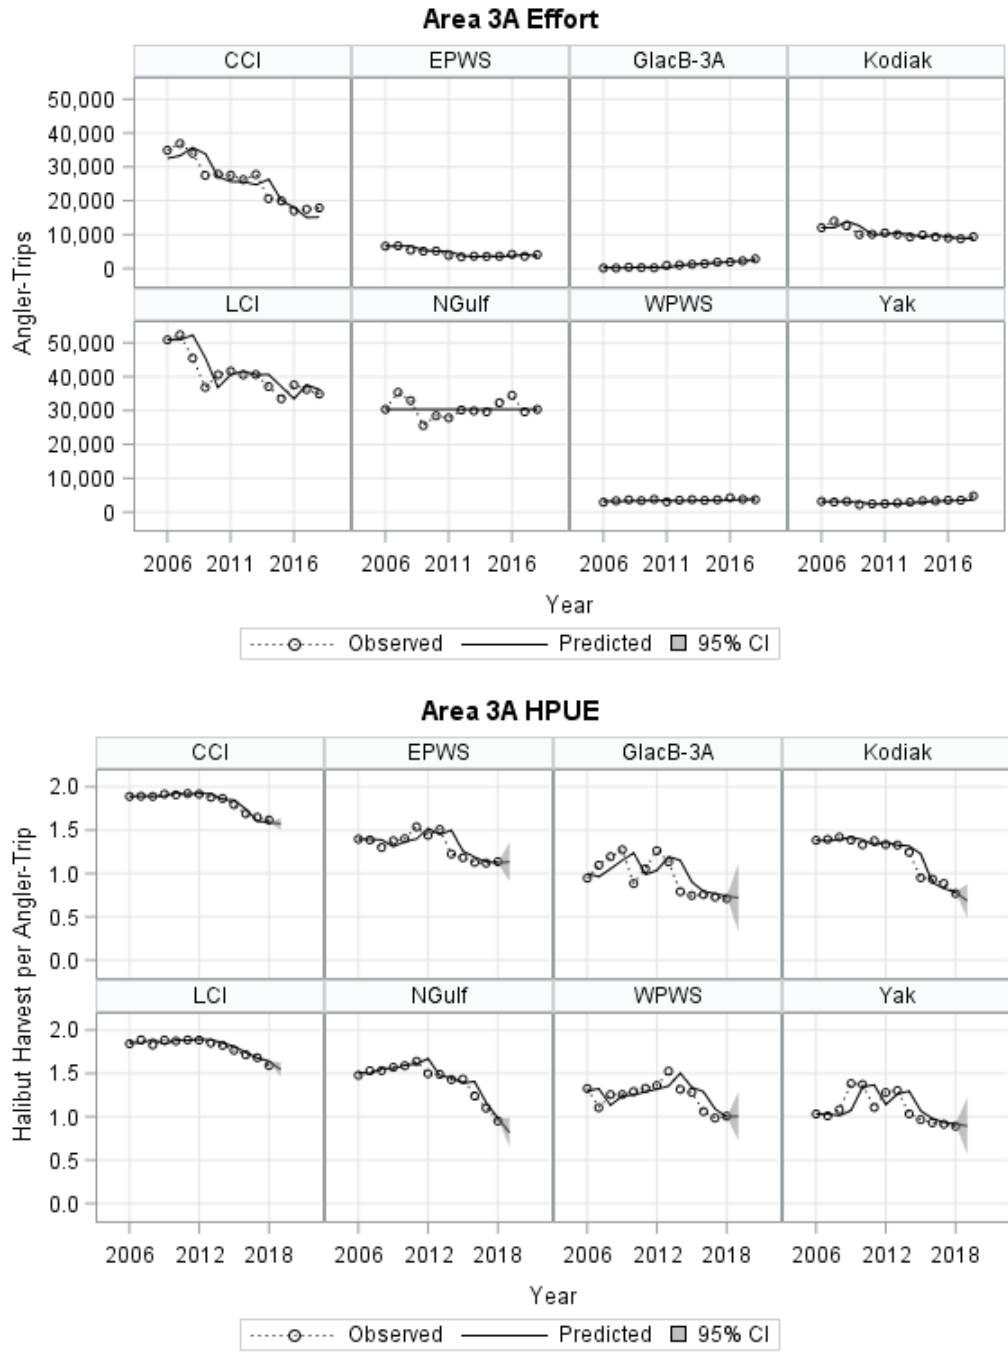 Area 3A Effort
CCI EPWS GlacB-3A Kodiak
50,000
40,000
30,000
20,000
10,000
0
Angler-Trips
LCI NGulf WPWS Yak
50,000
40,000
30,000
20,000
10,000
0
2006 2011 2016 2006 2011 2016 2006 2011 2016 2006 2011 2016
Year
Observed Predicted 95% CI
Area 3A HPUE
CCI EPWS GlacB-3A Kodiak
2.0
1.5
1.0
0.5
0.0
Halibut Harvest per Angler-Trip
LCI NGulf WPWS Yak
2.0
1.5
1.0
0.5
0.0
2006 2012 2018 2006 2012 2018 2006 2012 2018 2006 2012 2018
Year
Observed Predicted 95% CI